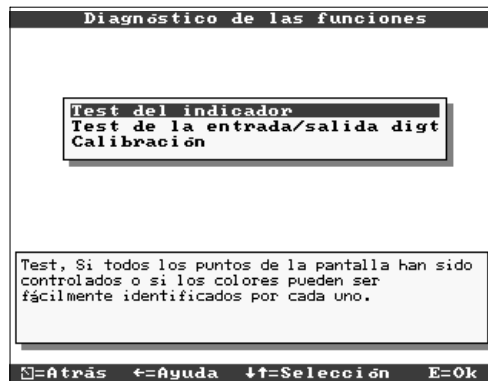 Diagnóstico de las funciones
Test del indicador
Test de la entrada/salida digt
Calibración
Test, Si todos los puntos de la pantalla han sido
controlados o si los colores pueden ser
fácilmente identificados por cada uno.
=Atrás ←=Ayuda ↓↑=Selección E=Ok